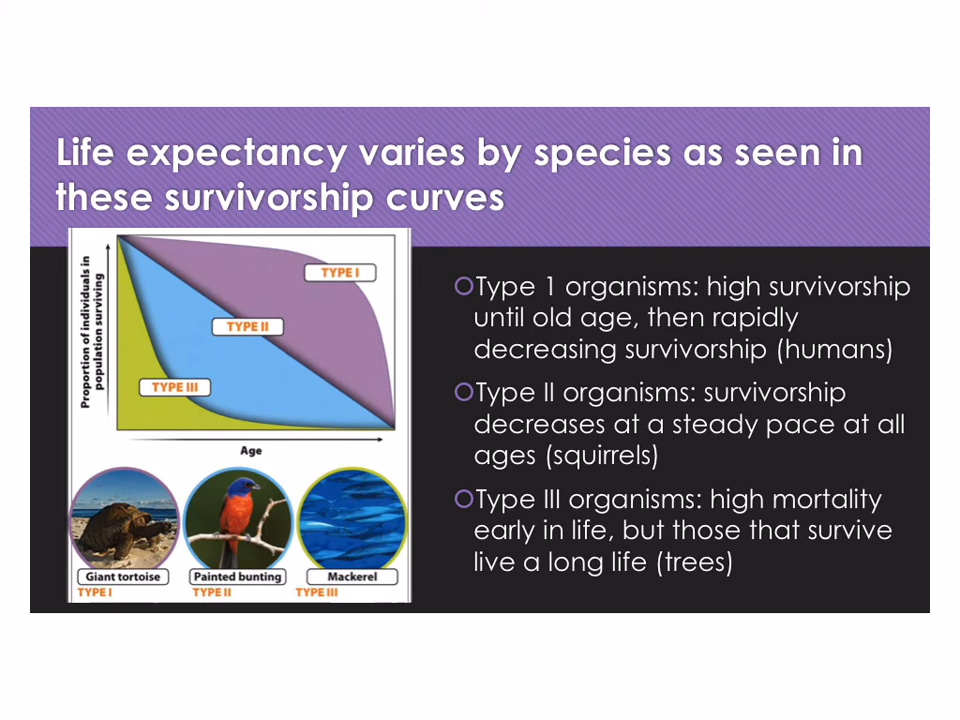 Life expectancy varies by species as seen in
these survivorship curves
Proportion of individuals in
population surviving
TYPE I
TYPE II
TYPE III
Age
Giant tortoise
Painted bunting
Mackerel
TYPE I
TYPE II
TYPE III
Type 1 organisms: high survivorship
until old age, then rapidly
decreasing survivorship (humans)
Type II organisms: survivorship
decreases at a steady pace at all
ages (squirrels)
Type III organisms: high mortality
early in life, but those that survive
live a long life (trees)